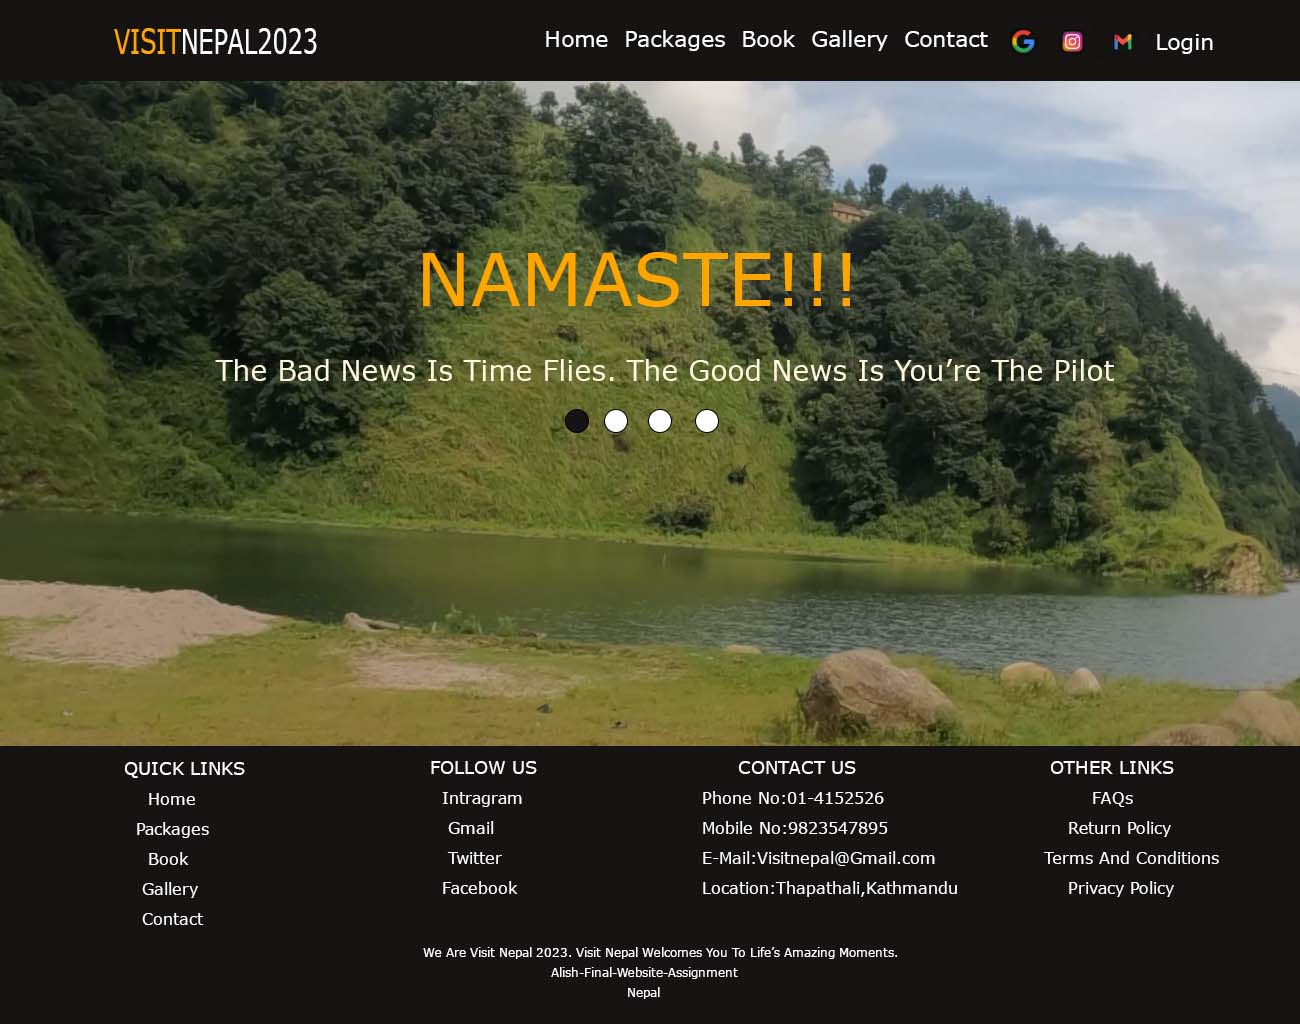 VISITNEPAL2023
Home Packages Book Gallery Contact Login
NAMASTE!!!
The Bad News Is Time Flies. The Good News Is You’re The Pilot
QUICK LINKS
Home
Packages
Book
Gallery
Contact
FOLLOW US
Intragram
Gmail
Twitter
Facebook
CONTACT US
Phone No:01-4152526
Mobile No:9823547895
E-Mail:Visitnepal@Gmail.com
Location:Thapathali,Kathmandu
OTHER LINKS
FAQs
Return Policy
Terms And Conditions
Privacy Policy
We Are Visit Nepal 2023. Visit Nepal Welcomes You To Life’s Amazing Moments.
Alish-Final-Website-Assignment
Nepal